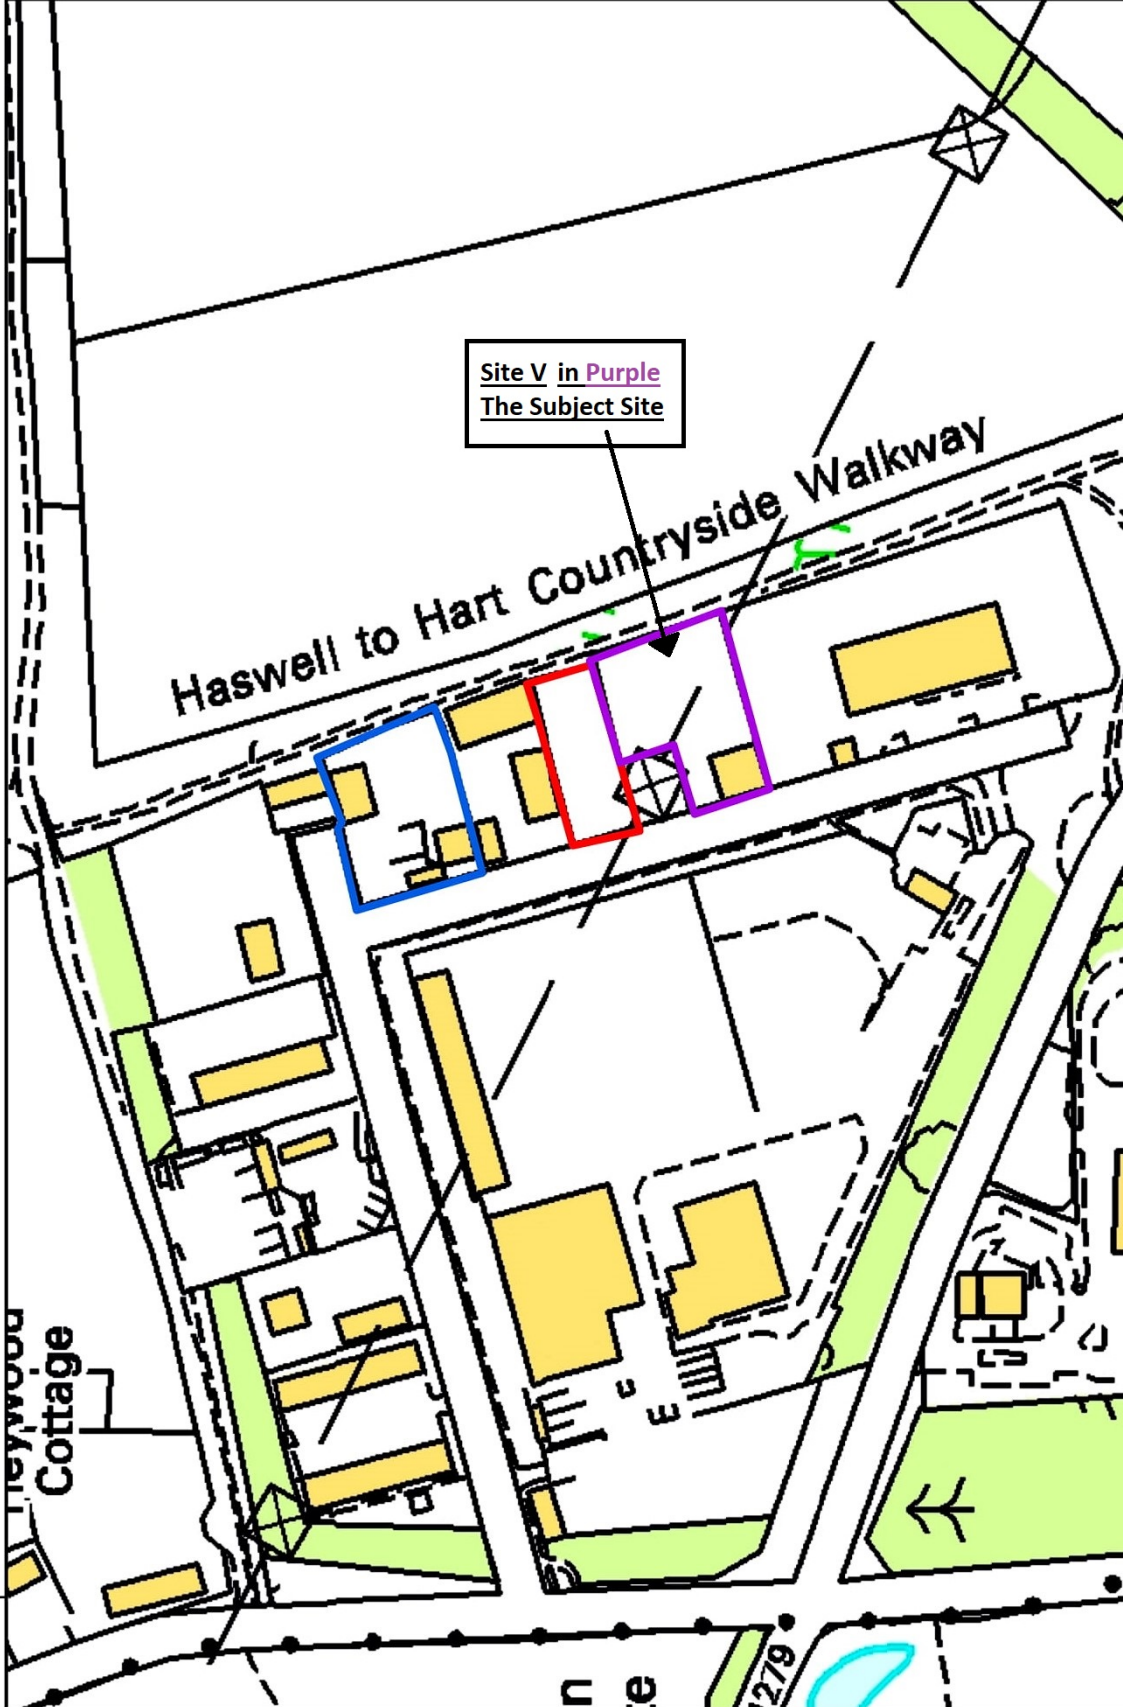 Site V in Purple
The Subject Site
Haswell to Hart Countryside Walkway
Cottage